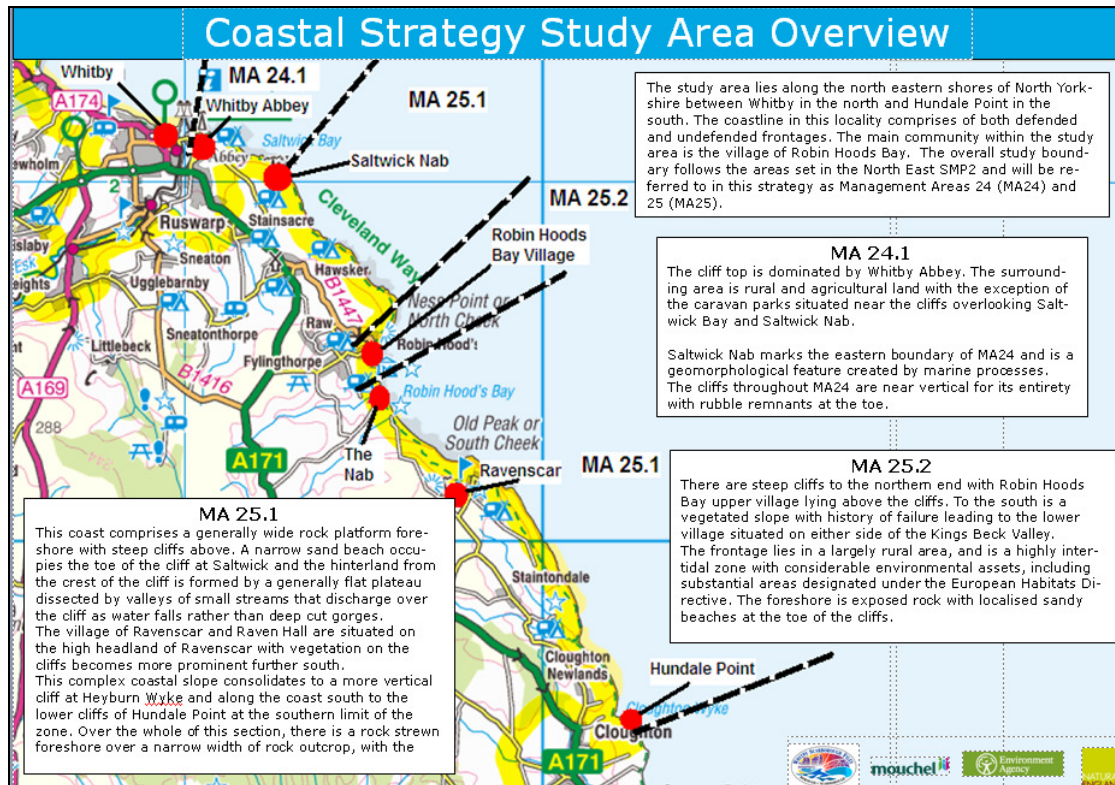 Coastal Strategy Study Area Overview
Whitby
MA 24.1
A174
Whitby Abbey
MA 25.1
Saltwick Bay
Abbey
Saltwick Nab
ewholm
2
Cleveland Way
MA 25.2
Ruswarp
Stainsacre
islaby
Esk
Sneaton
Robin Hoods
Bay Village
eights
Hawsker
Ugglebarnby
B1447
Ness Point or
North Cheek
Raw
Sneatonthorpe
Robin Hood's
Littlebeck
Fylingthorpe
A169
B1416
Robin Hood's Bay
288
Old Peak or
South Cheek
The
Nab
A171
Ravenscar
MA 25.1
Staintondale
Cloughton
Newlands
Hundale Point
Cloughton Wyke
Cloughton
A171
The study area lies along the north eastern shores of North York-
shire between Whitby in the north and Hundale Point in the
south. The coastline in this locality comprises of both defended
and undefended frontages. The main community within the study
area is the village of Robin Hoods Bay.  The overall study bound-
ary follows the areas set in the North East SMP2 and will be re-
ferred to in this strategy as Management Areas 24 (MA24) and
25 (MA25).
MA 24.1
The cliff top is dominated by Whitby Abbey. The surround-
ing area is rural and agricultural land with the exception of
the caravan parks situated near the cliffs overlooking Salt-
wick Bay and Saltwick Nab.
Saltwick Nab marks the eastern boundary of MA24 and is a
geomorphological feature created by marine processes.
The cliffs throughout MA24 are near vertical for its entirety
with rubble remnants at the toe.
MA 25.2
There are steep cliffs to the northern end with Robin Hoods
Bay upper village lying above the cliffs. To the south is a
vegetated slope with history of failure leading to the lower
village situated on either side of the Kings Beck Valley.
The frontage lies in a largely rural area, and is a highly inter-
tidal zone with considerable environmental assets, including
substantial areas designated under the European Habitats Di-
rective. The foreshore is exposed rock with localised sandy
beaches at the toe of the cliffs.
MA 25.1
This coast comprises a generally wide rock platform fore-
shore with steep cliffs above. A narrow sand beach occu-
pies the toe of the cliff at Saltwick and the hinterland from
the crest of the cliff is formed by a generally flat plateau
dissected by valleys of small streams that discharge over
the cliff as water falls rather than deep cut gorges.
The village of Ravenscar and Raven Hall are situated on
the high headland of Ravenscar with vegetation on the
cliffs becomes more prominent further south.
This complex coastal slope consolidates to a more vertical
cliff at Heyburn Wyke and along the coast south to the
lower cliffs of Hundale Point at the southern limit of the
zone. Over the whole of this section, there is a rock strewn
foreshore over a narrow width of rock outcrop, with the
mouchel
Environment
Agency
NATURAL